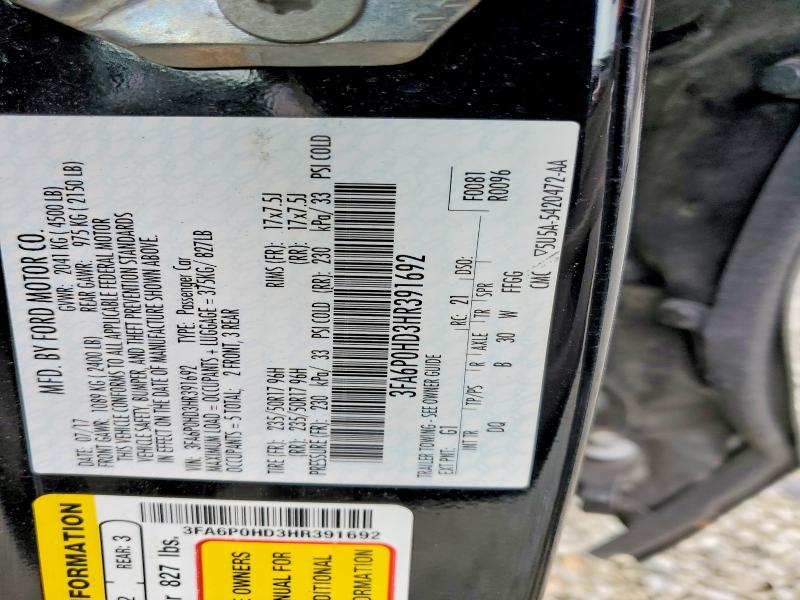 MFD. BY FORD MOTOR CO.
DATE: 07/17 GVWR: 2041 KG ( 4500 LB)
FRONT GAWR: 1089 KG ( 2400 LB) REAR GAWR: 975 KG ( 2150 LB)
THIS VEHICLE CONFORMS TO ALL APPLICABLE FEDERAL MOTOR
VEHICLE SAFETY, BUMPER, AND THEFT PREVENTION STANDARDS
IN EFFECT ON THE DATE OF MANUFACTURE SHOWN ABOVE.
VIN: 3FA6P0HD3HR391692 TYPE: Passenger Car
MAXIMUM LOAD = OCCUPANTS + LUGGAGE = 375KG/ 827LB
OCCUPANTS = 5 TOTAL: 2 FRONT, 3 REAR
TIRE (FR): 235/50R17 96H RIMS (FR): 17x7.5J
(RR): 235/50R17 96H (RR): 17x7.5J
PRESSURE (FR): 230 kPa/ 33 PSI COLD (RR): 230 kPa/ 33 PSI COLD
3FA6P0HD3HR391692
F0081
R0096
TRAILER TOWING - SEE OWNER GUIDE
EXT PNT: G1 RC: 21 DSO:
INT TR TP/PS R AXLE TR SPR
DQ B 30 W FFGG
CMC ▽5U5A-5420472-AA
3FA6P0HD3HR391692
FORMATION
2 REAR: 3
r 827 lbs.
E OWNERS
NUAL FOR
DITIONAL
ORMATION